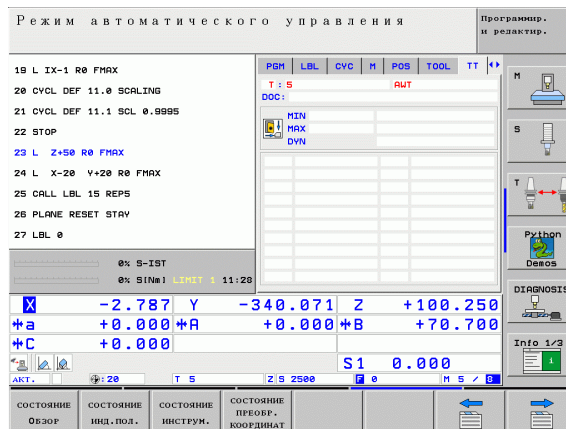 Режим автоматического управления
Программир.
и редактир.
19 L IX-1 R0 FMAX
20 CYCL DEF 11.0 SCALING
21 CYCL DEF 11.1 SCL 0.9995
22 STOP
23 L Z+50 R0 FMAX
24 L X-20 Y+20 R0 FMAX
25 CALL LBL 15 REP5
26 PLANE RESET STAY
27 LBL 0
0% S-IST
0% S[Nm] LIMIT 1 11:28
PGM LBL CYC M POS TOOL TT
T : 5 AWT
DOC:
MIN
MAX
DYN
X -2.787 Y -340.071 Z +100.250
a +0.000 A +0.000 B +70.700
C +0.000
S1 0.000
АКТ. : 20 T 5 Z S 2500 F 0 M 5 / 8
M
S
T
Python
Demos
DIAGNOSIS
Info 1/3
1
СОСТОЯНИЕ
ОБЗОР
СОСТОЯНИЕ
ИНД.ПОЛ.
СОСТОЯНИЕ
ИНСТРУМ.
СОСТОЯНИЕ
ПРЕОБР.
КООРДИНАТ